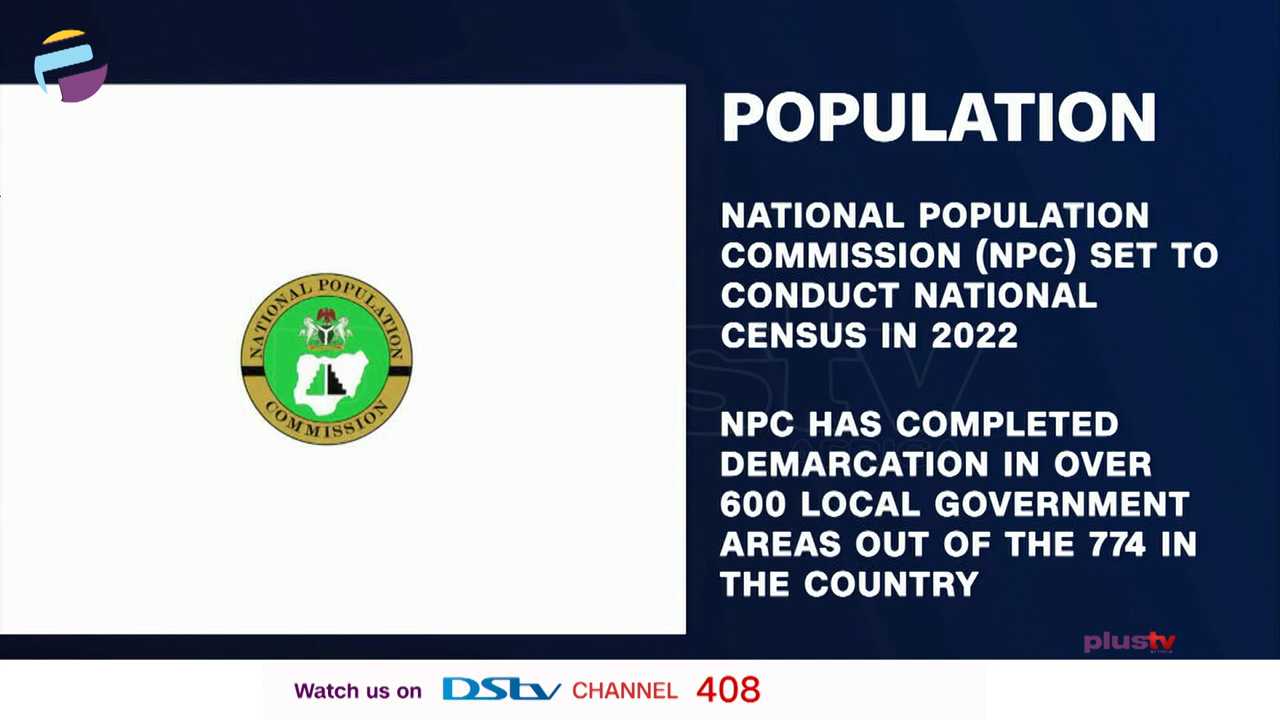 POPULATION
NATIONAL POPULATION
COMMISSION (NPC) SET TO
CONDUCT NATIONAL
CENSUS IN 2022
NPC HAS COMPLETED
DEMARCATION IN OVER
600 LOCAL GOVERNMENT
AREAS OUT OF THE 774 IN
THE COUNTRY
NATIONAL POPULATION
COMMISSION
plustv
Watch us on DStv CHANNEL 408